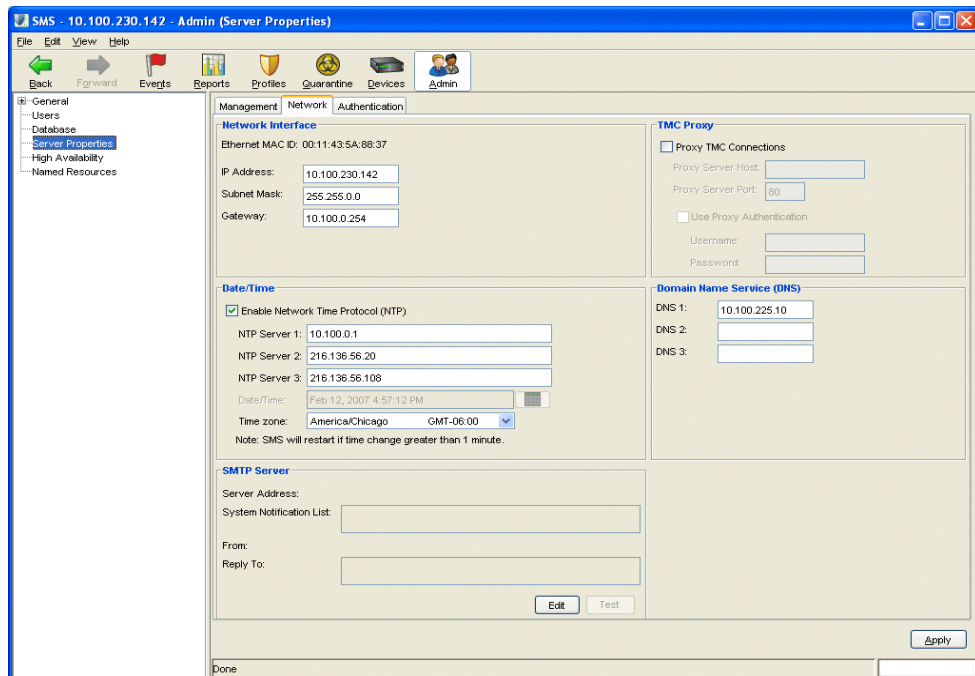 SMS - 10.100.230.142 - Admin (Server Properties)
File Edit View Help
Back Forward Events Reports Profiles Quarantine Devices Admin
General
Users
Database
Server Properties
High Availability
Named Resources
Management Network Authentication
Network Interface
Ethernet MAC ID: 00:11:43:5A:88:37
IP Address: 10.100.230.142
Subnet Mask: 255.255.0.0
Gateway: 10.100.0.254
TMC Proxy
Proxy TMC Connections
Proxy Server Host:
Proxy Server Port: 80
Use Proxy Authentication
Username:
Password:
Date/Time
Enable Network Time Protocol (NTP)
NTP Server 1: 10.100.0.1
NTP Server 2: 216.136.56.20
NTP Server 3: 216.136.56.108
Date/Time: Feb 12, 2007 4:57:12 PM
Time zone: America/Chicago GMT-06:00
Note: SMS will restart if time change greater than 1 minute.
Domain Name Service (DNS)
DNS 1: 10.100.225.10
DNS 2:
DNS 3:
SMTP Server
Server Address:
System Notification List:
From:
Reply To:
Edit Test
Apply
Done